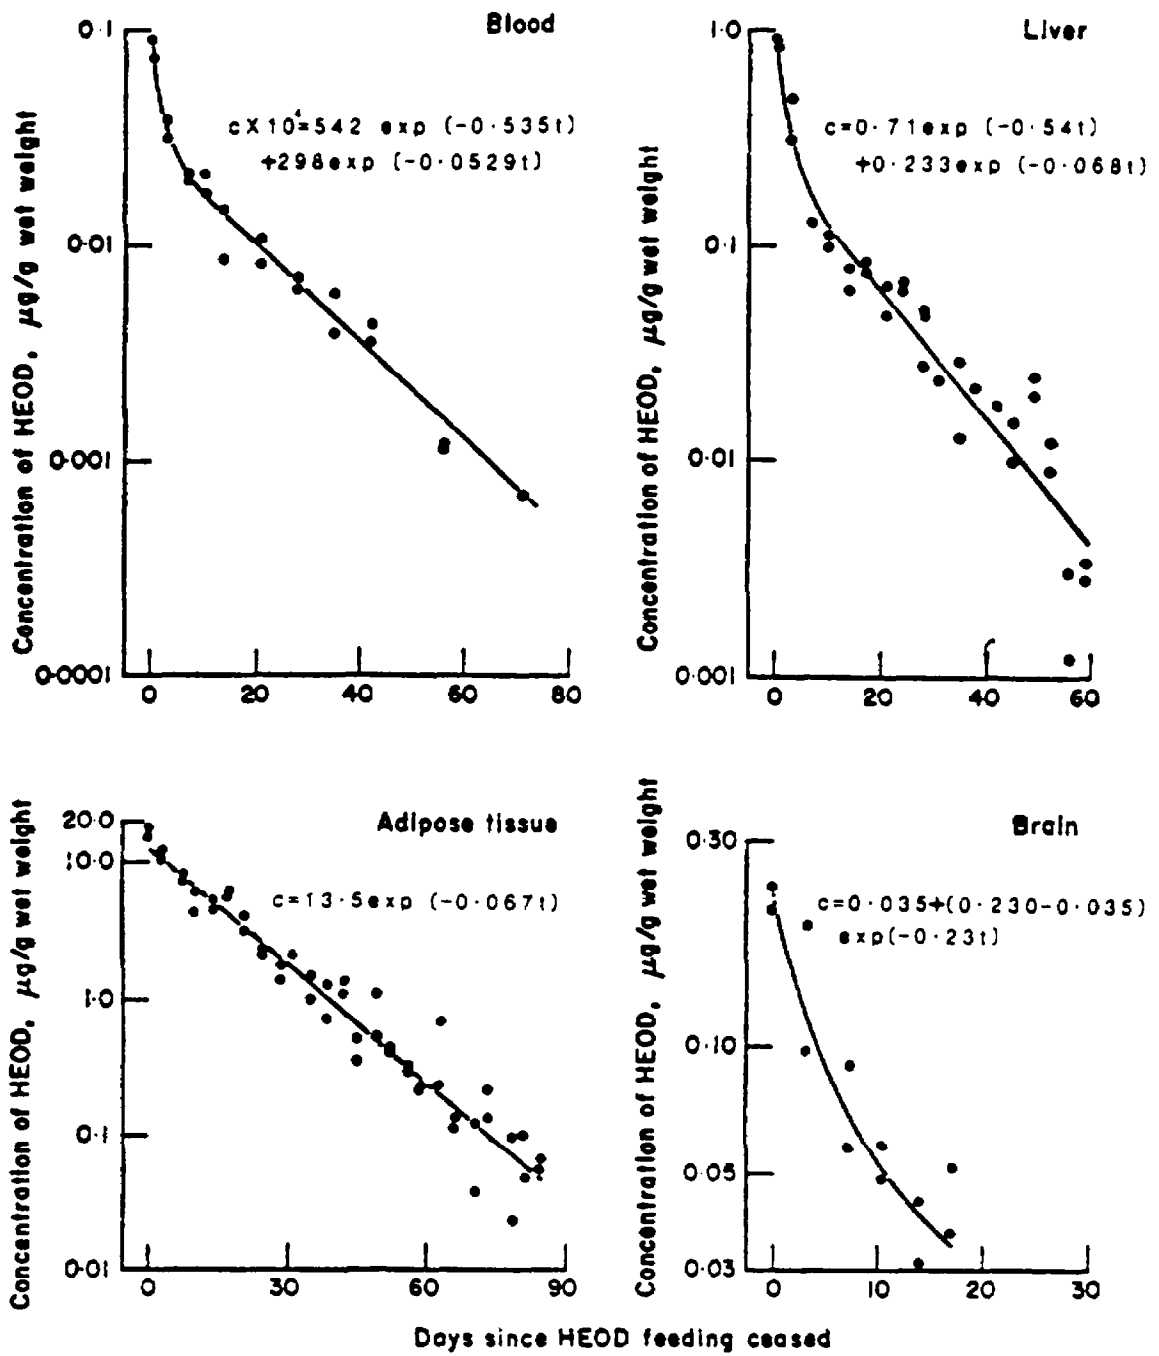 Blood
0·1
0·01
0·001
0·0001
Concentration of HEOD, μg/g wet weight
c X 10⁴=542 exp (-0·535t)
+298exp (-0·0529t)
0 20 40 60 80
Liver
1·0
0·1
0·01
0·001
Concentration of HEOD, μg/g wet weight
c=0·71exp (-0·54t)
+0·233exp (-0·068t)
0 20 40 60
Adipose tissue
20·0
10·0
1·0
0·1
0·01
Concentration of HEOD, μg/g wet weight
c=13·5exp (-0·067t)
0 30 60 90
Brain
0·30
0·10
0·05
0·03
Concentration of HEOD, μg/g wet weight
c=0·035+(0·230-0·035)
exp(-0·23t)
0 10 20 30
Days since HEOD feeding ceased